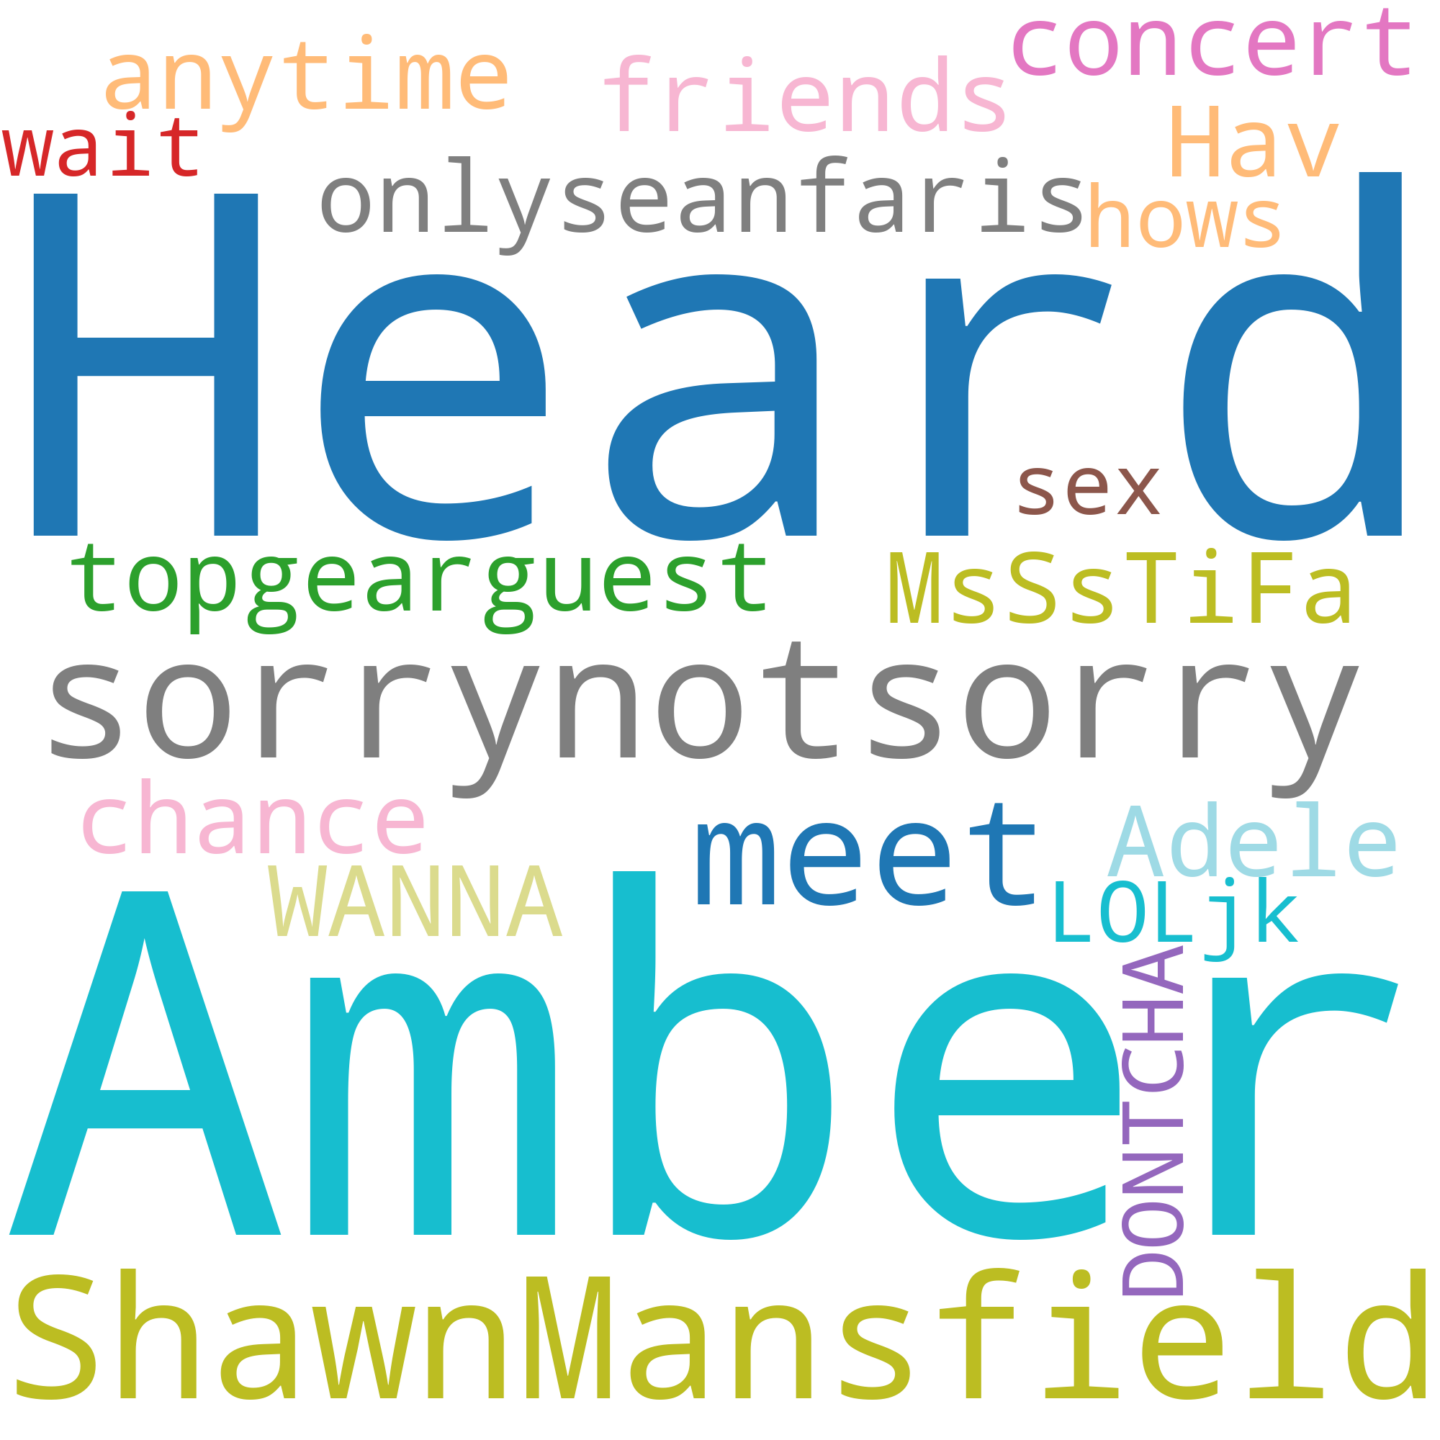 concert
anytime
friends
Hav
wait
onlyseanfaris
hows
Heard
sex
topgearguest
MsSsTiFa
sorrynotsorry
chance
meet
Adele
WANNA
LOLjk
Amber
DONTCHA
ShawnMansfield